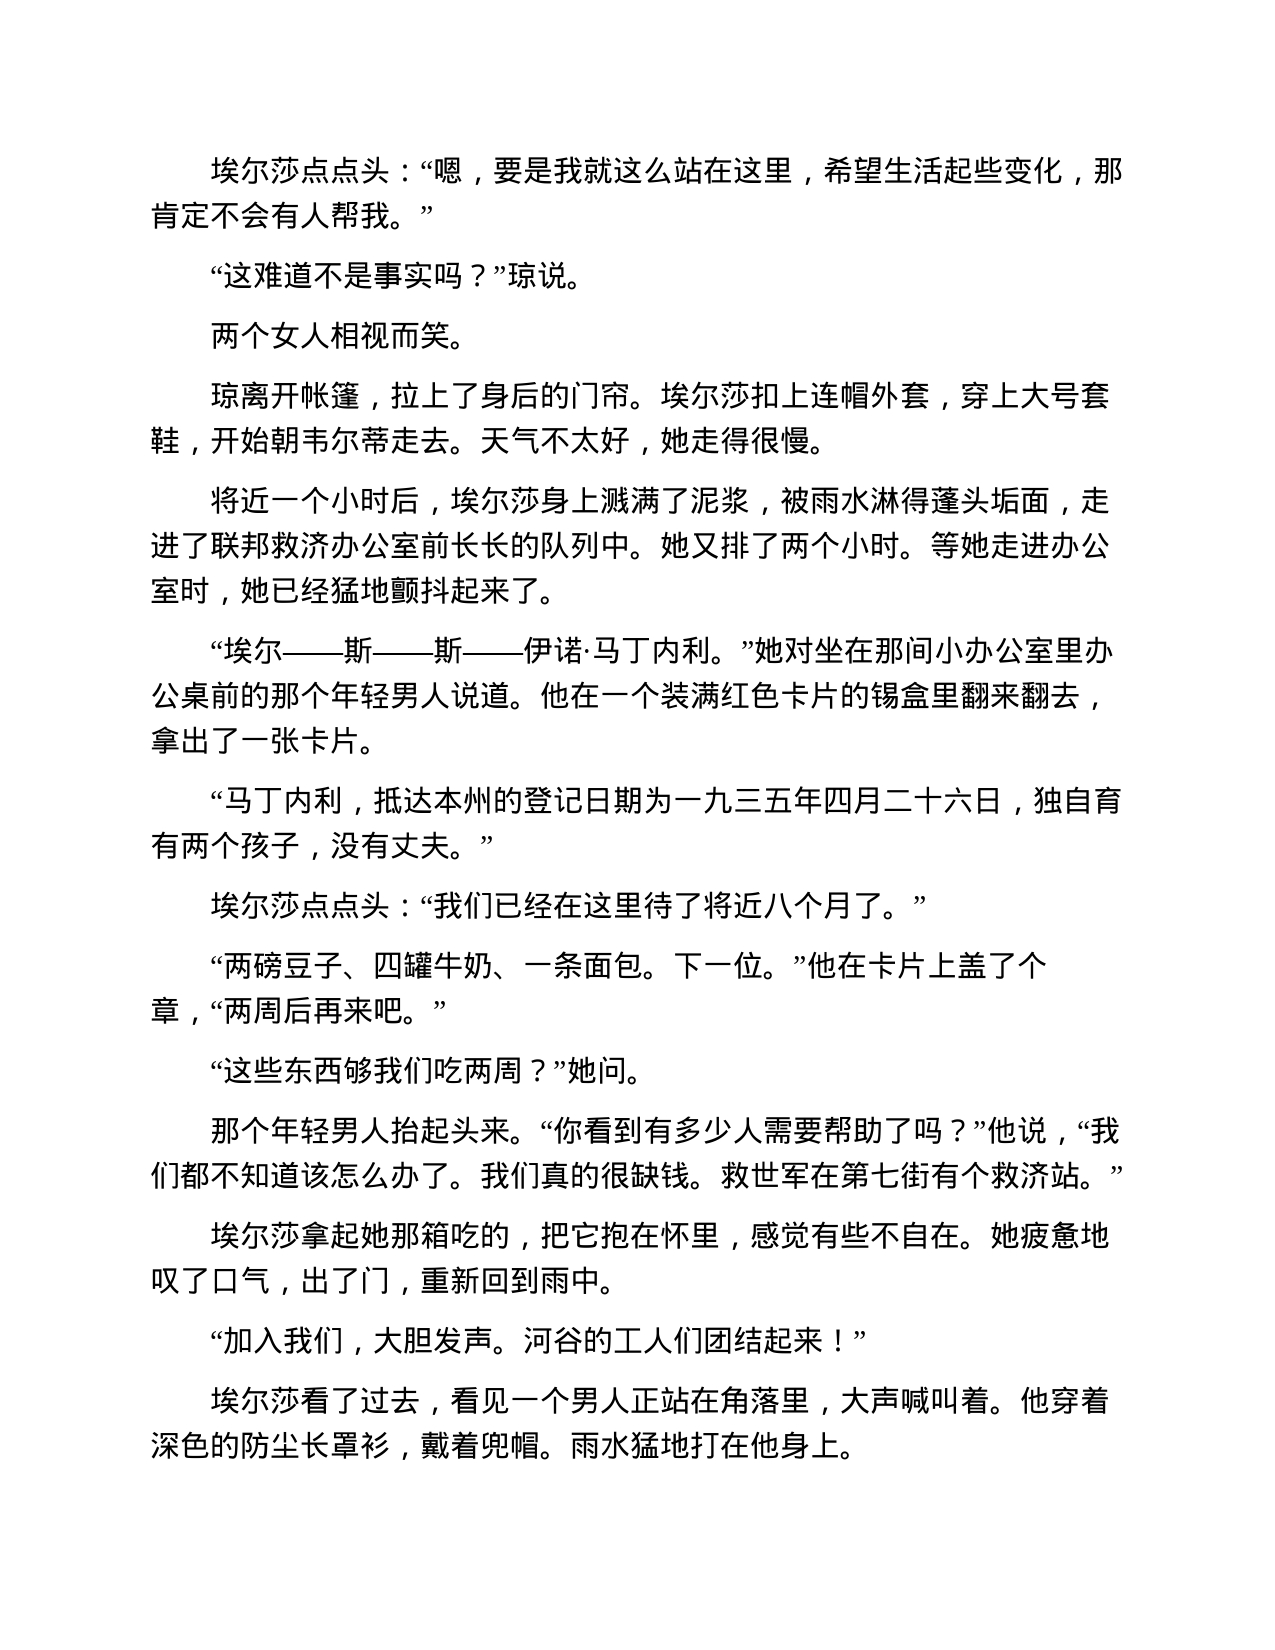 埃尔莎点点头：“嗯，要是我就这么站在这里，希望生活起些变化，那
肯定不会有人帮我。”
“这难道不是事实吗？”琼说。
两个女人相视而笑。
琼离开帐篷，拉上了身后的门帘。埃尔莎扣上连帽外套，穿上大号套
鞋，开始朝韦尔蒂走去。天气不太好，她走得很慢。
将近一个小时后，埃尔莎身上溅满了泥浆，被雨水淋得蓬头垢面，走
进了联邦救济办公室前长长的队列中。她又排了两个小时。等她走进办公
室时，她已经猛地颤抖起来了。
“埃尔——斯——斯——伊诺·马丁内利。”她对坐在那间小办公室里办
公桌前的那个年轻男人说道。他在一个装满红色卡片的锡盒里翻来翻去，
拿出了一张卡片。
“马丁内利，抵达本州的登记日期为一九三五年四月二十六日，独自育
有两个孩子，没有丈夫。”
埃尔莎点点头：“我们已经在这里待了将近八个月了。”
“两磅豆子、四罐牛奶、一条面包。下一位。”他在卡片上盖了个
章，“两周后再来吧。”
“这些东西够我们吃两周？”她问。
那个年轻男人抬起头来。“你看到有多少人需要帮助了吗？”他说，“我
们都不知道该怎么办了。我们真的很缺钱。救世军在第七街有个救济站。”
埃尔莎拿起她那箱吃的，把它抱在怀里，感觉有些不自在。她疲惫地
叹了口气，出了门，重新回到雨中。
“加入我们，大胆发声。河谷的工人们团结起来！”
埃尔莎看了过去，看见一个男人正站在角落里，大声喊叫着。他穿着
深色的防尘长罩衫，戴着兜帽。雨水猛地打在他身上。